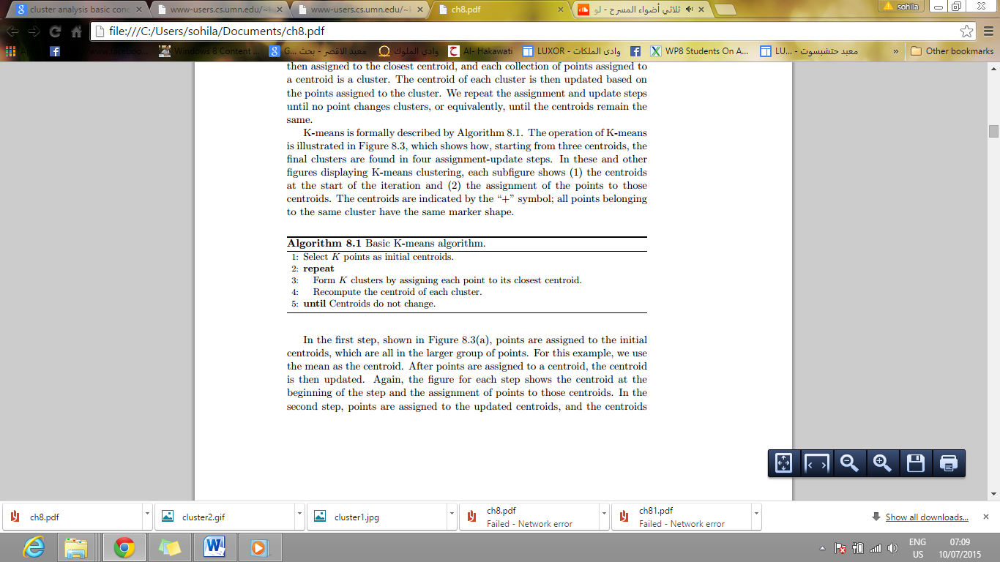 cluster analysis basic conc
www-users.cs.umn.edu/~k
www-users.cs.umn.edu/~k
ch8.pdf
ثلاثي أضواء المسرح - لو
sohila
file:///C:/Users/sohila/Documents/ch8.pdf
Windows 8 Content ...
G... معبد الاقصر - بحث
وادي الملوك
Al- Hakawati
LUXOR - وادى الملكات
WP8 Students On A...
LU... - معبد حتشبسوت
»
Other bookmarks
then assigned to the closest centroid, and each collection of points assigned to
a centroid is a cluster. The centroid of each cluster is then updated based on
the points assigned to the cluster. We repeat the assignment and update steps
until no point changes clusters, or equivalently, until the centroids remain the
same.
K-means is formally described by Algorithm 8.1. The operation of K-means
is illustrated in Figure 8.3, which shows how, starting from three centroids, the
final clusters are found in four assignment-update steps. In these and other
figures displaying K-means clustering, each subfigure shows (1) the centroids
at the start of the iteration and (2) the assignment of the points to those
centroids. The centroids are indicated by the “+” symbol; all points belonging
to the same cluster have the same marker shape.
Algorithm 8.1 Basic K-means algorithm.
1: Select K points as initial centroids.
2: repeat
3: Form K clusters by assigning each point to its closest centroid.
4: Recompute the centroid of each cluster.
5: until Centroids do not change.
In the first step, shown in Figure 8.3(a), points are assigned to the initial
centroids, which are all in the larger group of points. For this example, we use
the mean as the centroid. After points are assigned to a centroid, the centroid
is then updated. Again, the figure for each step shows the centroid at the
beginning of the step and the assignment of points to those centroids. In the
second step, points are assigned to the updated centroids, and the centroids
ch8.pdf
cluster2.gif
cluster1.jpg
ch8.pdf
Failed - Network error
ch81.pdf
Failed - Network error
Show all downloads...
ENG
US
07:09
10/07/2015